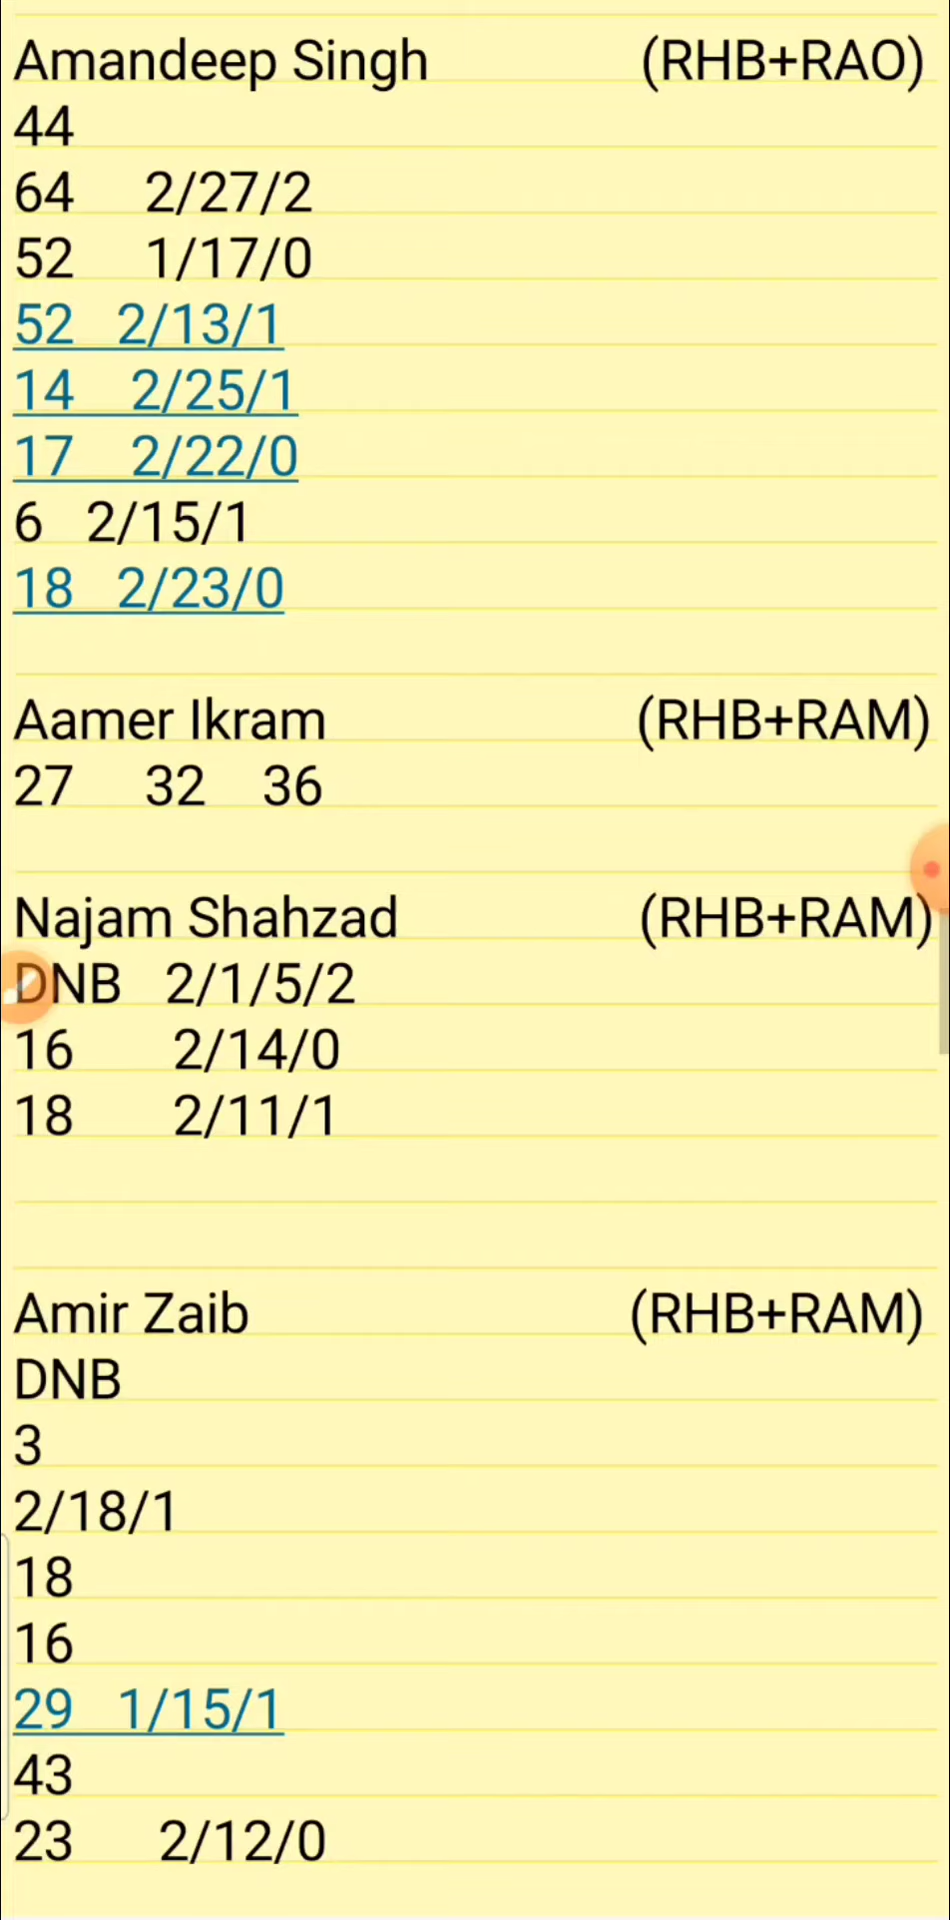 Amandeep Singh (RHB+RAO)
44
64 2/27/2
52 1/17/0
52 2/13/1
14 2/25/1
17 2/22/0
6 2/15/1
18 2/23/0
Aamer Ikram (RHB+RAM)
27 32 36
Najam Shahzad (RHB+RAM)
DNB 2/1/5/2
16 2/14/0
18 2/11/1
Amir Zaib (RHB+RAM)
DNB
3
2/18/1
18
16
29 1/15/1
43
23 2/12/0